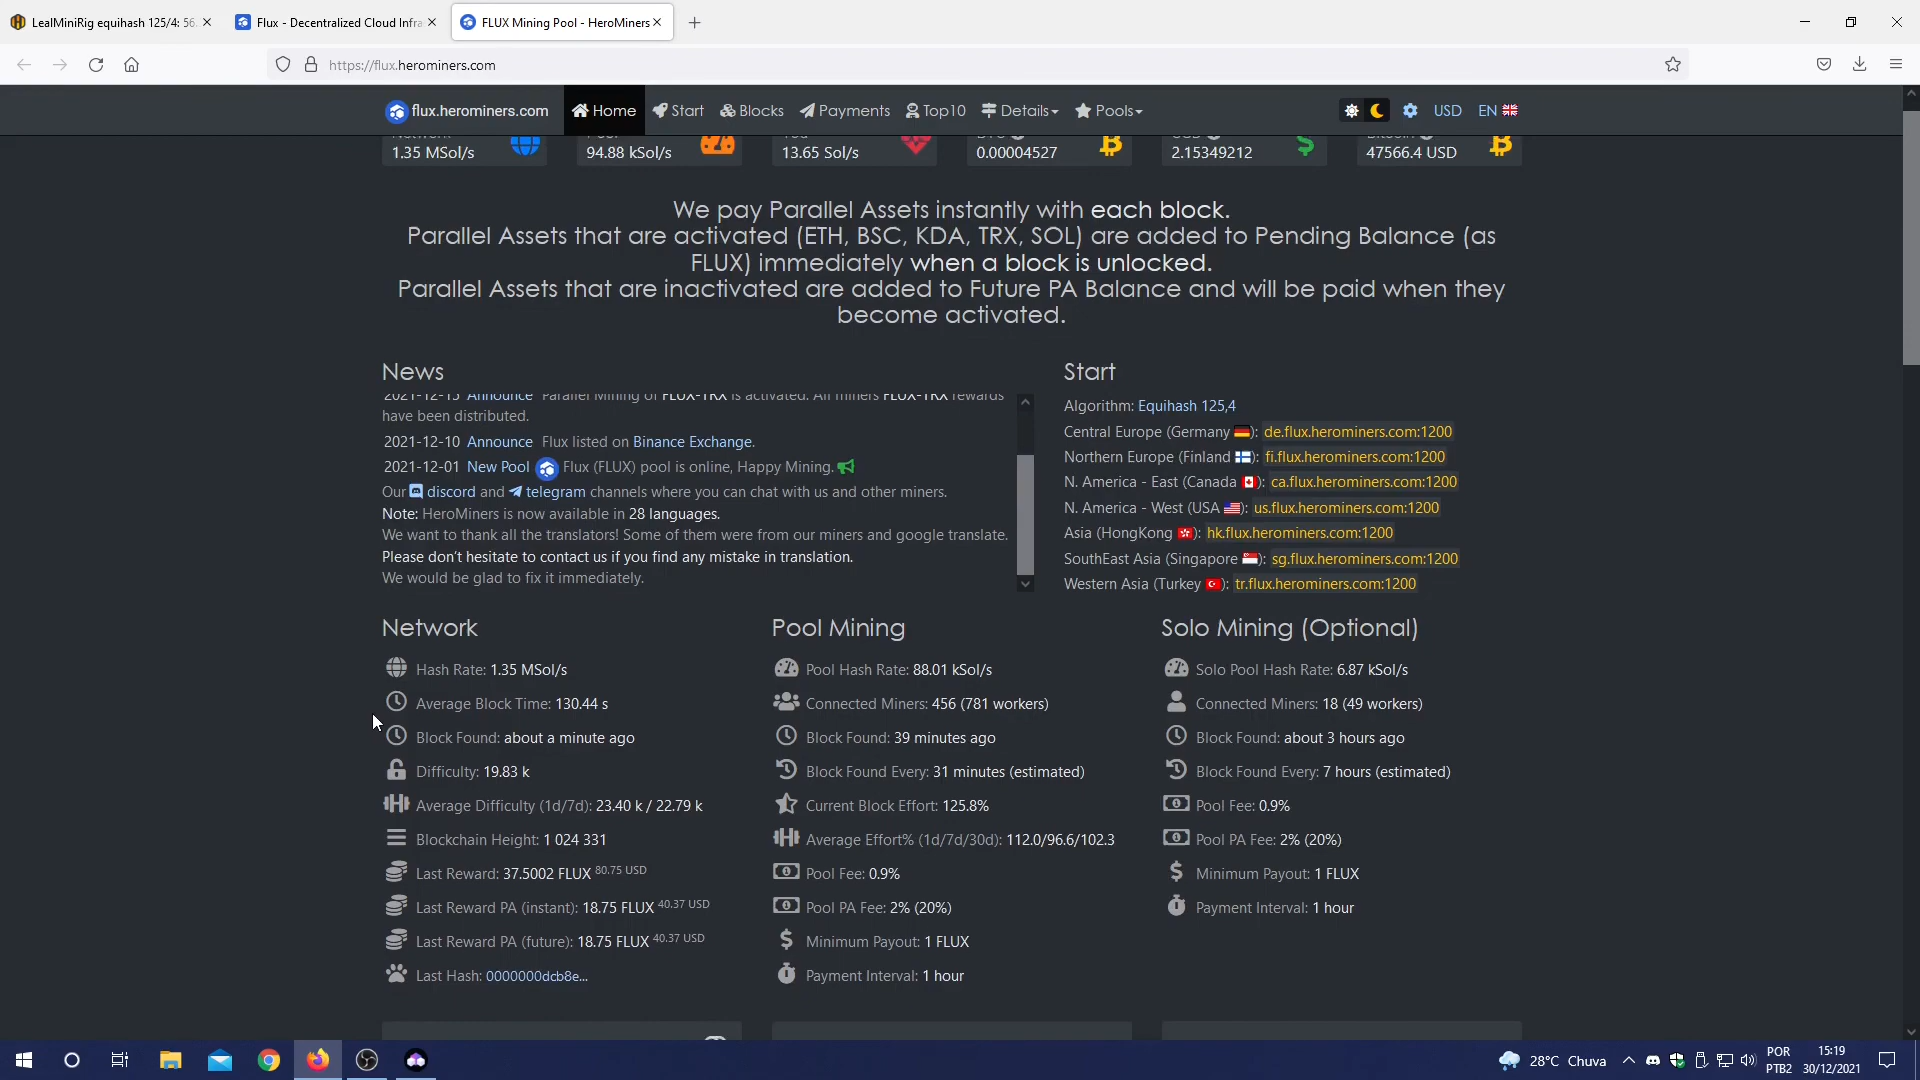 LealMiniRig equihash 125/4: 56.
Flux - Decentralized Cloud Infra
FLUX Mining Pool - HeroMiners
https://flux.herominers.com
flux.herominers.com
Home
Start
Blocks
Payments
Top10
Details
Pools
USD
EN
1.35 MSol/s
94.88 kSol/s
13.65 Sol/s
0.00004527
2.15349212
47566.4 USD
We pay Parallel Assets instantly with each block.
Parallel Assets that are activated (ETH, BSC, KDA, TRX, SOL) are added to Pending Balance (as
FLUX) immediately when a block is unlocked.
Parallel Assets that are inactivated are added to Future PA Balance and will be paid when they
become activated.
News
2021-12-15 Announce Parallel Mining of FLUX-TRX is activated. All miners FLUX-TRX rewards
have been distributed.
2021-12-10 Announce Flux listed on Binance Exchange.
2021-12-01 New Pool Flux (FLUX) pool is online, Happy Mining.
Our discord and telegram channels where you can chat with us and other miners.
Note: HeroMiners is now available in 28 languages.
We want to thank all the translators! Some of them were from our miners and google translate.
Please don't hesitate to contact us if you find any mistake in translation.
We would be glad to fix it immediately.
Start
Algorithm: Equihash 125,4
Central Europe (Germany ): de.flux.herominers.com:1200
Northern Europe (Finland ): fi.flux.herominers.com:1200
N. America - East (Canada ): ca.flux.herominers.com:1200
N. America - West (USA ): us.flux.herominers.com:1200
Asia (HongKong ): hk.flux.herominers.com:1200
SouthEast Asia (Singapore ): sg.flux.herominers.com:1200
Western Asia (Turkey ): tr.flux.herominers.com:1200
Network
Hash Rate: 1.35 MSol/s
Average Block Time: 130.44 s
Block Found: about a minute ago
Difficulty: 19.83 k
Average Difficulty (1d/7d): 23.40 k / 22.79 k
Blockchain Height: 1 024 331
Last Reward: 37.5002 FLUX 80.75 USD
Last Reward PA (instant): 18.75 FLUX 40.37 USD
Last Reward PA (future): 18.75 FLUX 40.37 USD
Last Hash: 0000000dcb8e...
Pool Mining
Pool Hash Rate: 88.01 kSol/s
Connected Miners: 456 (781 workers)
Block Found: 39 minutes ago
Block Found Every: 31 minutes (estimated)
Current Block Effort: 125.8%
Average Effort% (1d/7d/30d): 112.0/96.6/102.3
Pool Fee: 0.9%
Pool PA Fee: 2% (20%)
Minimum Payout: 1 FLUX
Payment Interval: 1 hour
Solo Mining (Optional)
Solo Pool Hash Rate: 6.87 kSol/s
Connected Miners: 18 (49 workers)
Block Found: about 3 hours ago
Block Found Every: 7 hours (estimated)
Pool Fee: 0.9%
Pool PA Fee: 2% (20%)
Minimum Payout: 1 FLUX
Payment Interval: 1 hour
28°C Chuva
POR
PTB2
15:19
30/12/2021